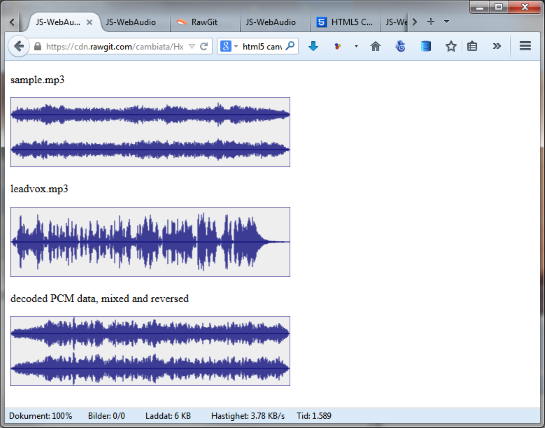 JS-WebAu...
JS-WebAudio
RawGit
JS-WebAudio
HTML5 C...
JS-We
https://cdn.rawgit.com/cambiata/Hx
html5 can
sample.mp3
leadvox.mp3
decoded PCM data, mixed and reversed
Dokument: 100% Bilder: 0/0 Laddat: 6 KB Hastighet: 3.78 KB/s Tid: 1.589